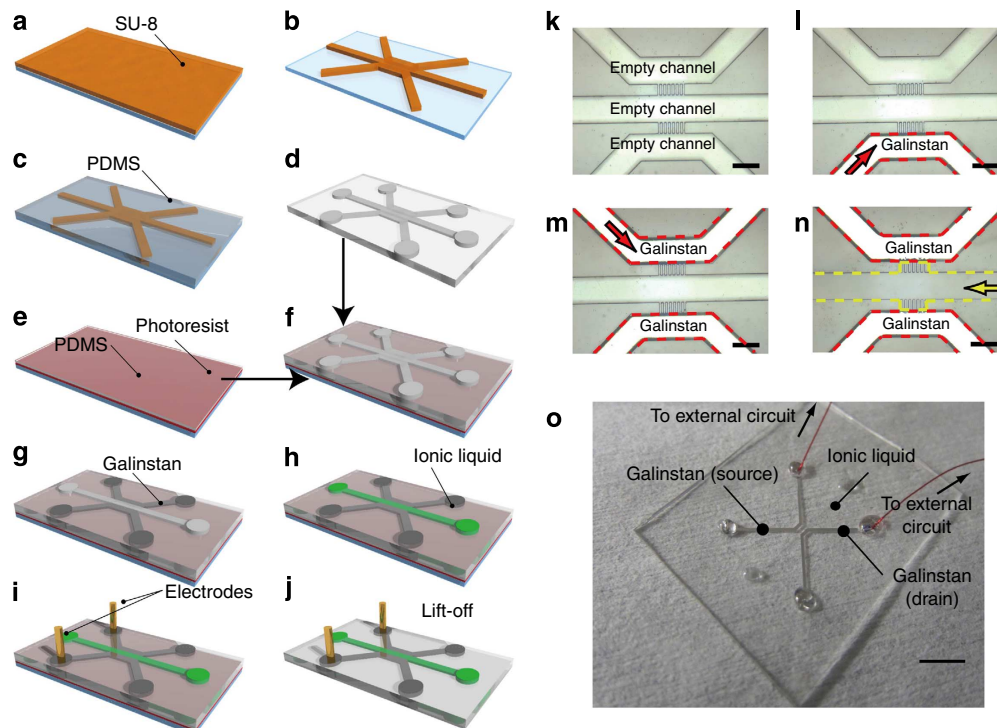 a
SU-8
b
c
PDMS
d
e
Photoresist
PDMS
f
g
Galinstan
h
Ionic liquid
i
Electrodes
j
Lift-off
k
Empty channel
Empty channel
Empty channel
l
Galinstan
m
Galinstan
Galinstan
n
Galinstan
Galinstan
o
To external circuit
Galinstan (source)
Ionic liquid
To external
circuit
Galinstan
(drain)